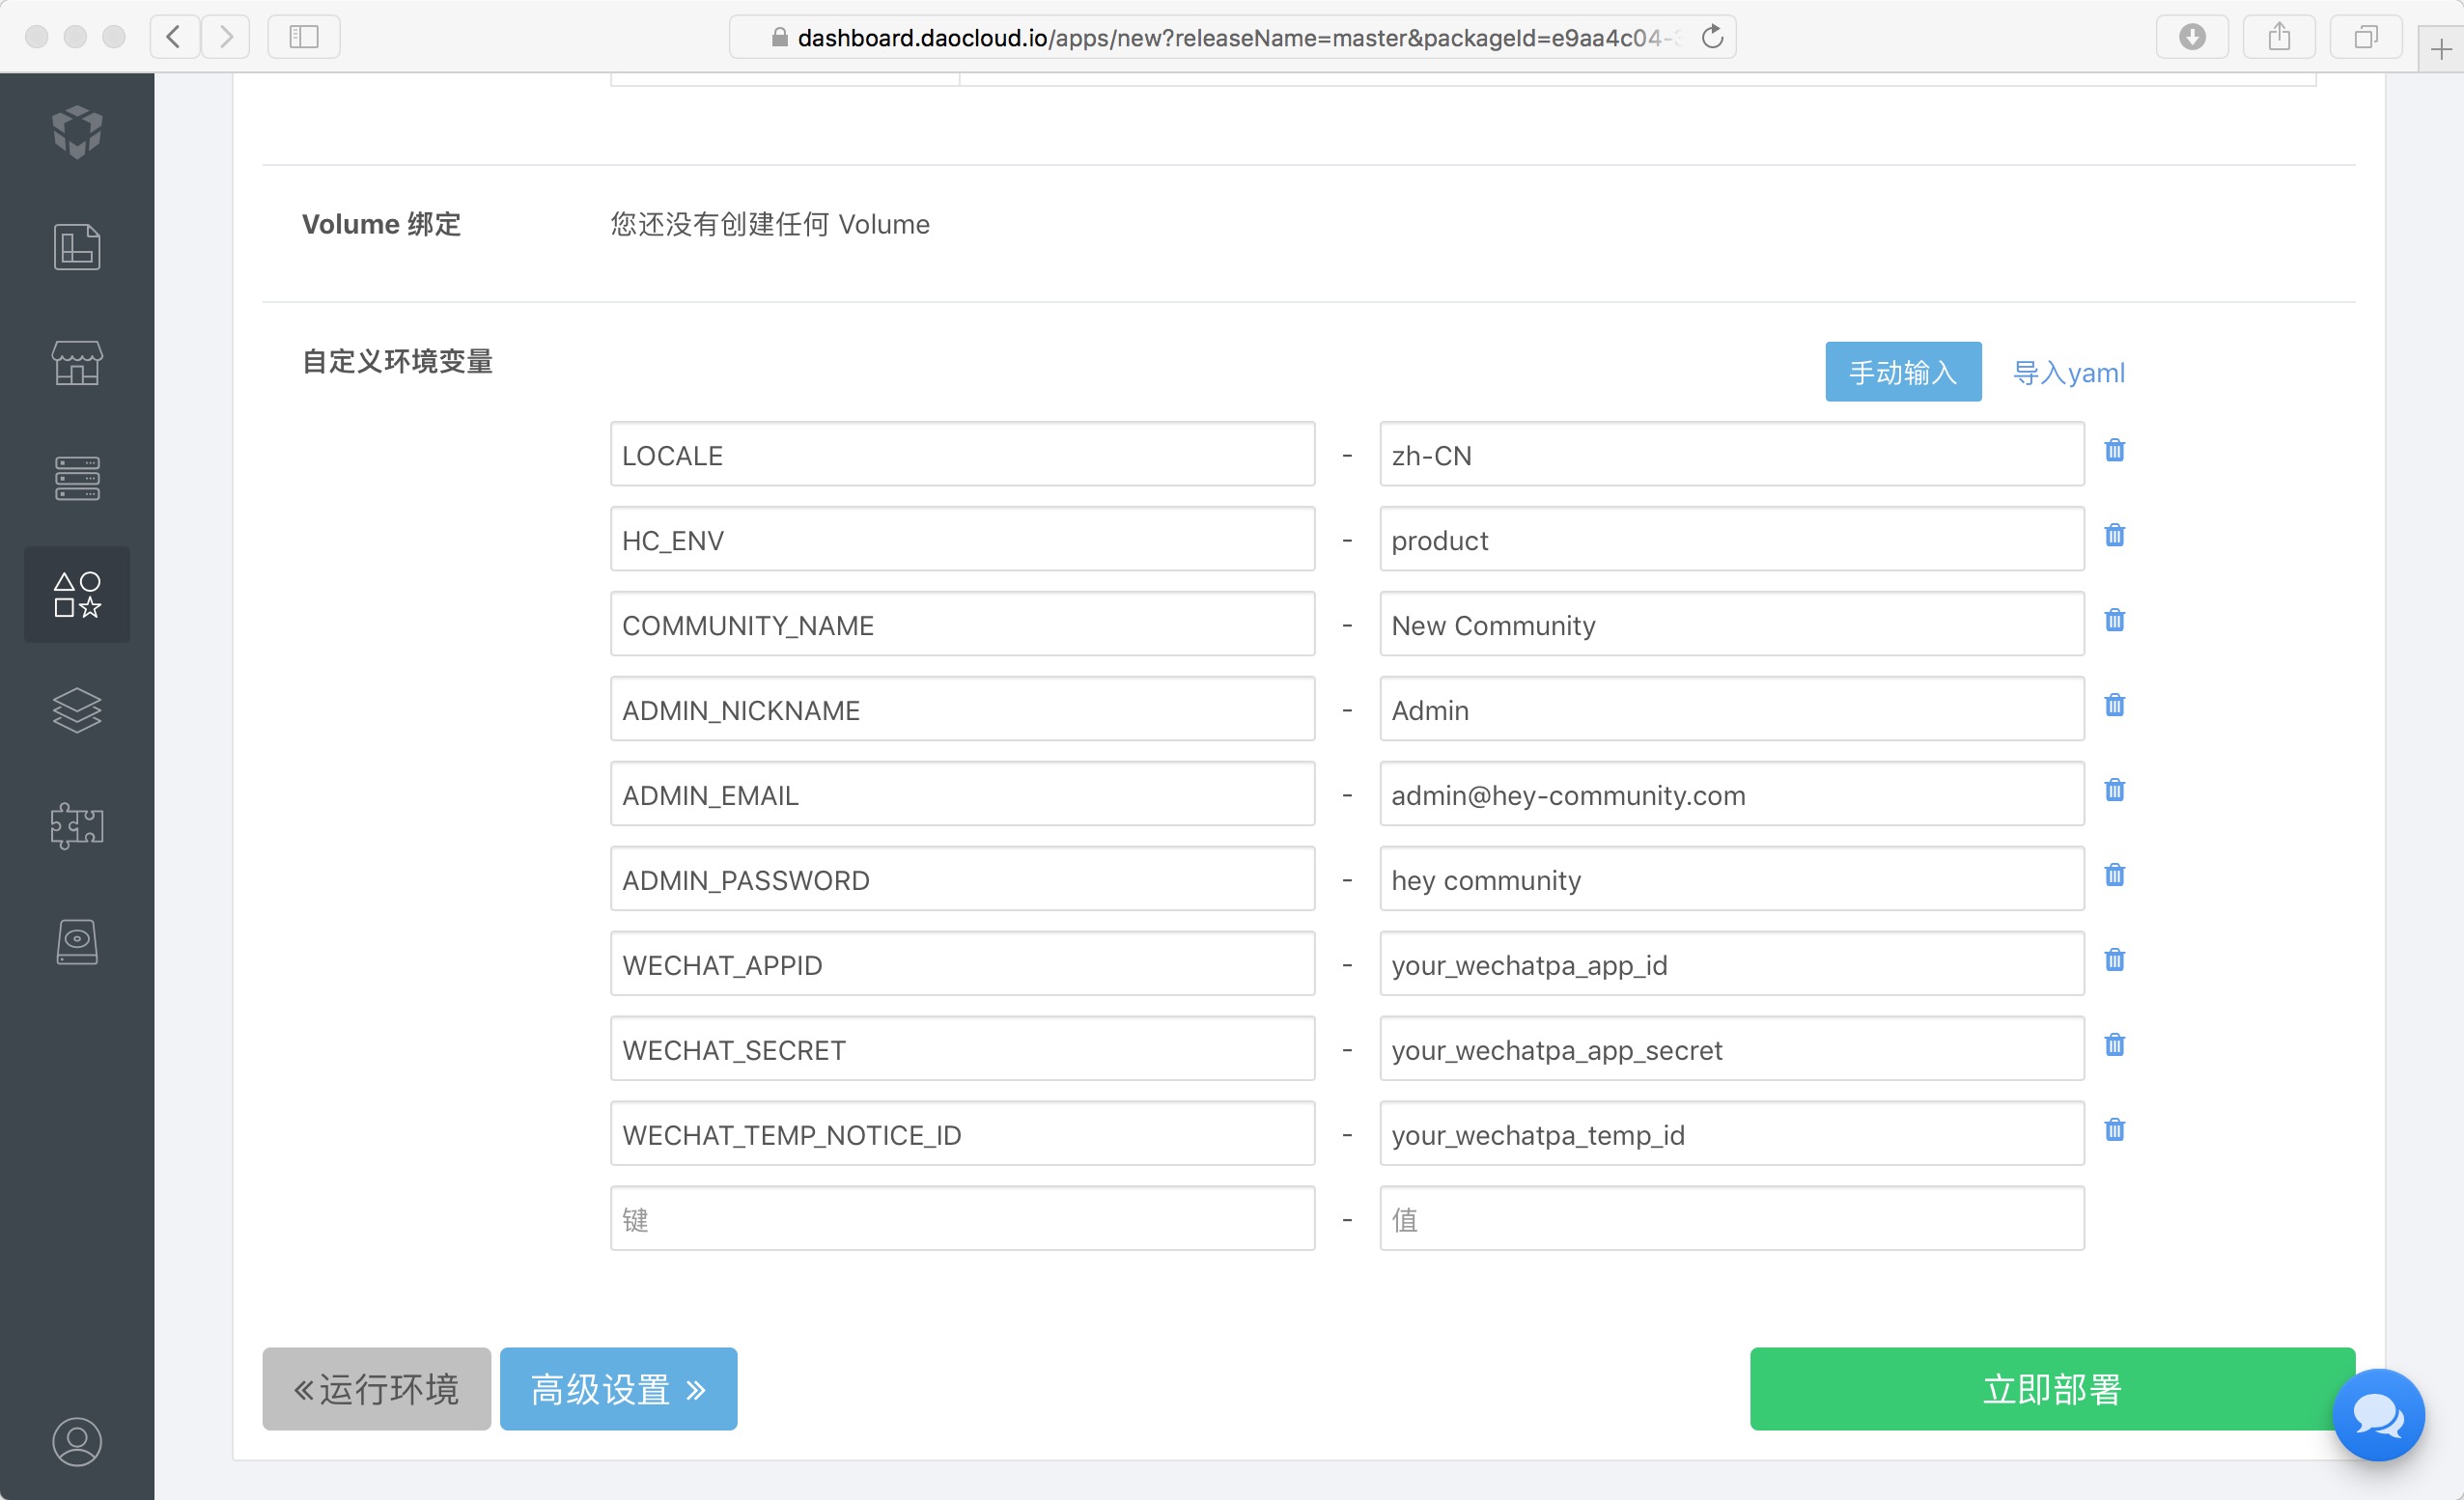 dashboard.daocloud.io/apps/new?releaseName=master&packageId=e9aa4c04-
Volume 绑定
您还没有创建任何 Volume
自定义环境变量
手动输入 导入yaml
LOCALE - zh-CN
HC_ENV - product
COMMUNITY_NAME - New Community
ADMIN_NICKNAME - Admin
ADMIN_EMAIL - admin@hey-community.com
ADMIN_PASSWORD - hey community
WECHAT_APPID - your_wechatpa_app_id
WECHAT_SECRET - your_wechatpa_app_secret
WECHAT_TEMP_NOTICE_ID - your_wechatpa_temp_id
键 - 值
«运行环境 高级设置 » 立即部署